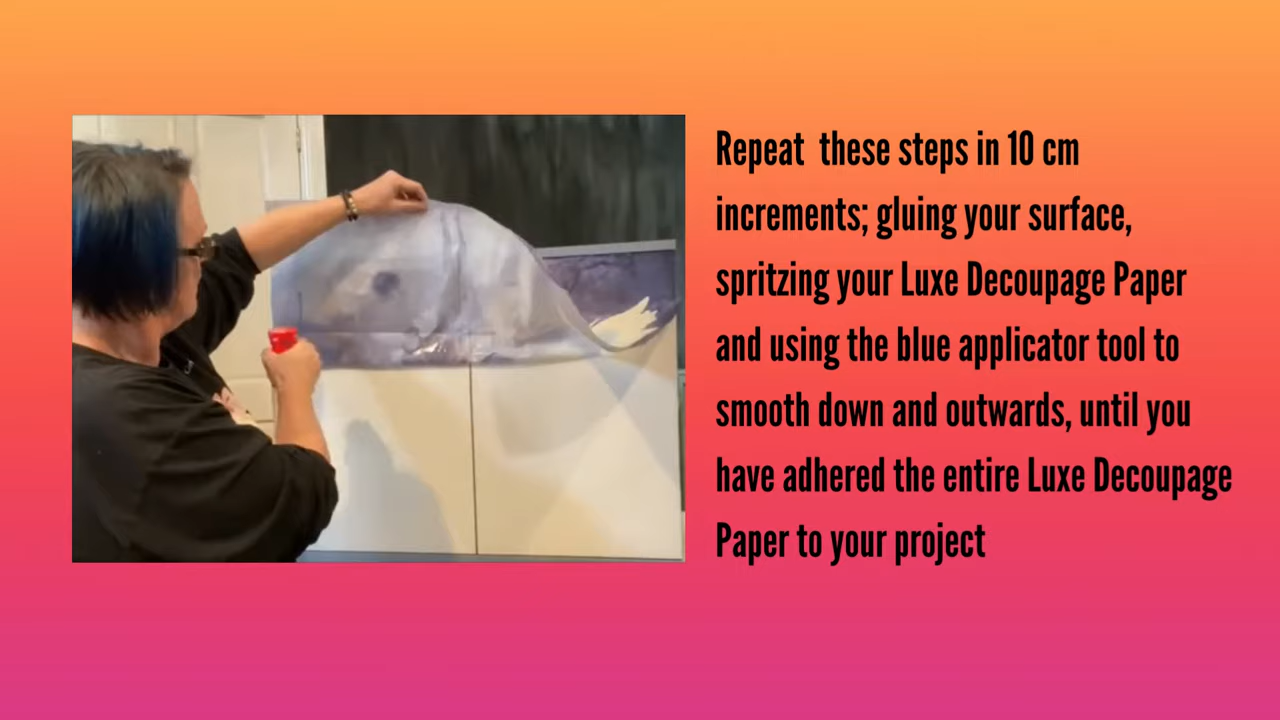 Repeat these steps in 10 cm
increments; gluing your surface,
spritzing your Luxe Decoupage Paper
and using the blue applicator tool to
smooth down and outwards, until you
have adhered the entire Luxe Decoupage
Paper to your project